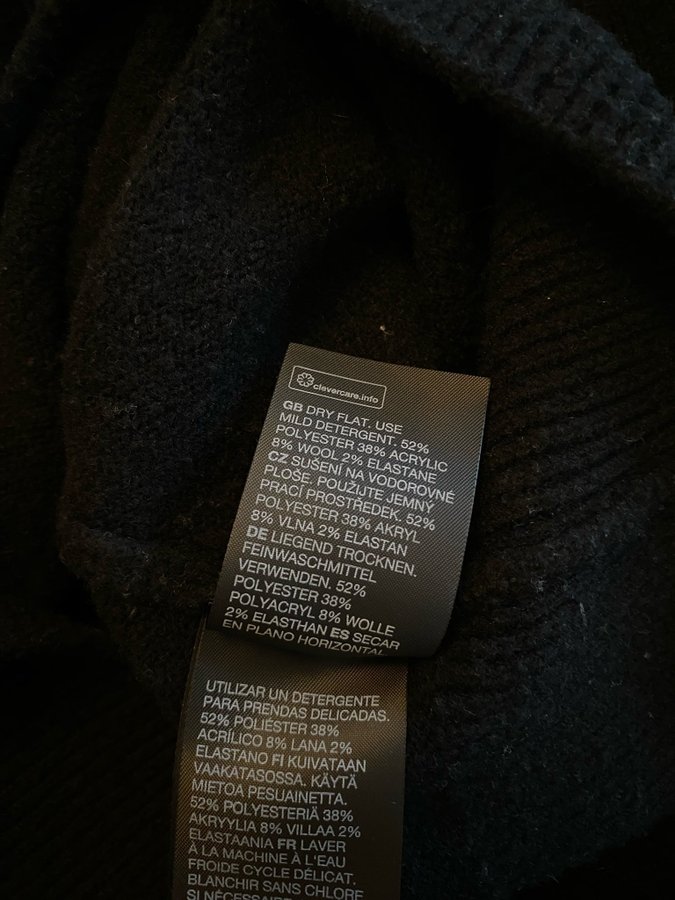 clevercare.info
GB DRY FLAT. USE
MILD DETERGENT. 52%
POLYESTER 38% ACRYLIC
8% WOOL 2% ELASTANE
CZ SUŠENÍ NA VODOROVNÉ
PLOŠE. POUŽIJTE JEMNÝ
PRACÍ PROSTŘEDEK. 52%
POLYESTER 38% AKRYL
8% VLNA 2% ELASTAN
DE LIEGEND TROCKNEN.
FEINWASCHMITTEL
VERWENDEN. 52%
POLYESTER 38%
POLYACRYL 8% WOLLE
2% ELASTHAN ES SECAR
EN PLANO HORIZONTAL
UTILIZAR UN DETERGENTE
PARA PRENDAS DELICADAS.
52% POLIÉSTER 38%
ACRÍLICO 8% LANA 2%
ELASTANO FI KUIVATAAN
VAAKATASOSSA. KÄYTÄ
MIETOA PESUAINETTA.
52% POLYESTERIÄ 38%
AKRYYLIA 8% VILLAA 2%
ELASTAANIA FR LAVER
À LA MACHINE À L'EAU
FROIDE CYCLE DÉLICAT.
BLANCHIR SANS CHLORE
SI NÉCESSAIRE